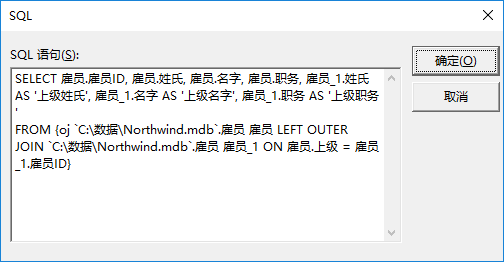 SQL
SQL 语句(S):
SELECT 雇员.雇员ID, 雇员.姓氏, 雇员.名字, 雇员.职务, 雇员_1.姓氏
AS '上级姓氏', 雇员_1.名字 AS '上级名字', 雇员_1.职务 AS '上级职务
'
FROM {oj `C:\数据\Northwind.mdb`.雇员 雇员 LEFT OUTER
JOIN `C:\数据\Northwind.mdb`.雇员 雇员_1 ON 雇员.上级 = 雇员
_1.雇员ID}
确定(O)
取消